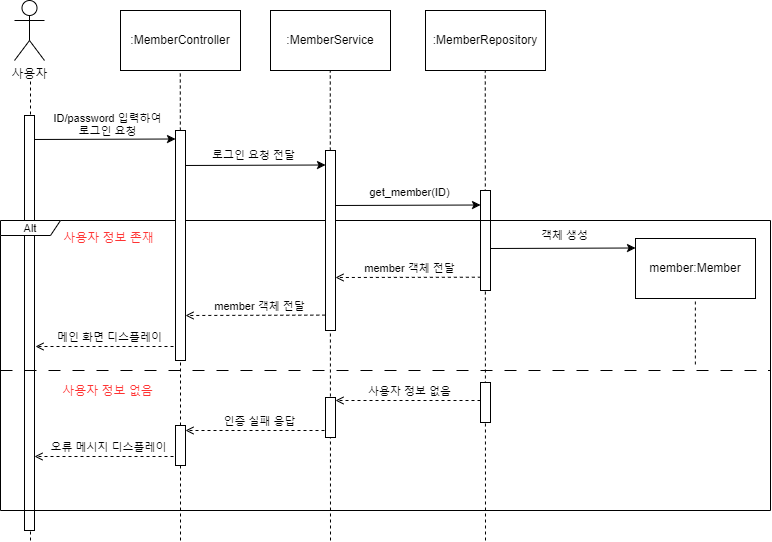 :MemberController
:MemberService
:MemberRepository
사용자
ID/password 입력하여
로그인 요청
로그인 요청 전달
get_member(ID)
Alt
사용자 정보 존재
객체 생성
member:Member
member 객체 전달
member 객체 전달
메인 화면 디스플레이
사용자 정보 없음
사용자 정보 없음
인증 실패 응답
오류 메시지 디스플레이